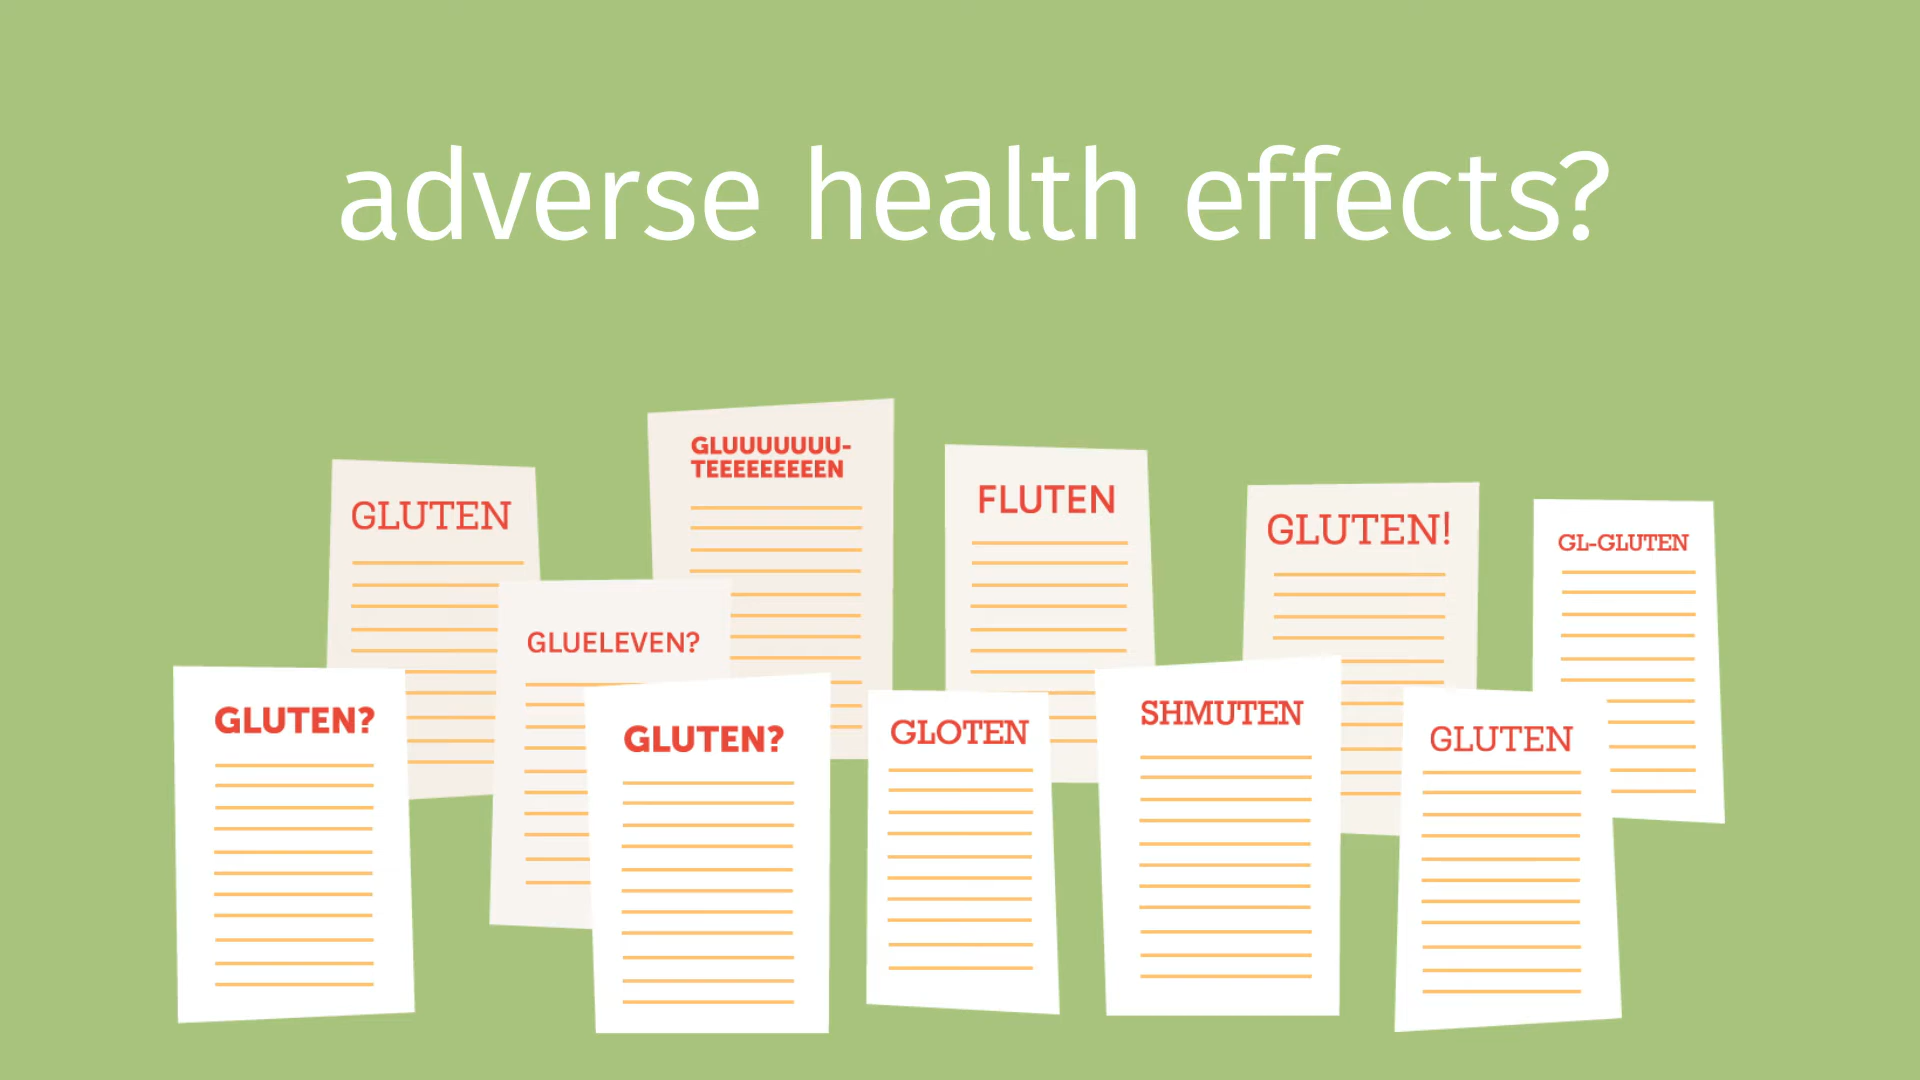 adverse health effects?
GLUUUUUUU-
TEEEEEEEEEN
GLUTEN
FLUTEN
GLUTEN!
GL-GLUTEN
GLUELEVEN?
GLUTEN?
GLUTEN?
GLOTEN
SHMUTEN
GLUTEN